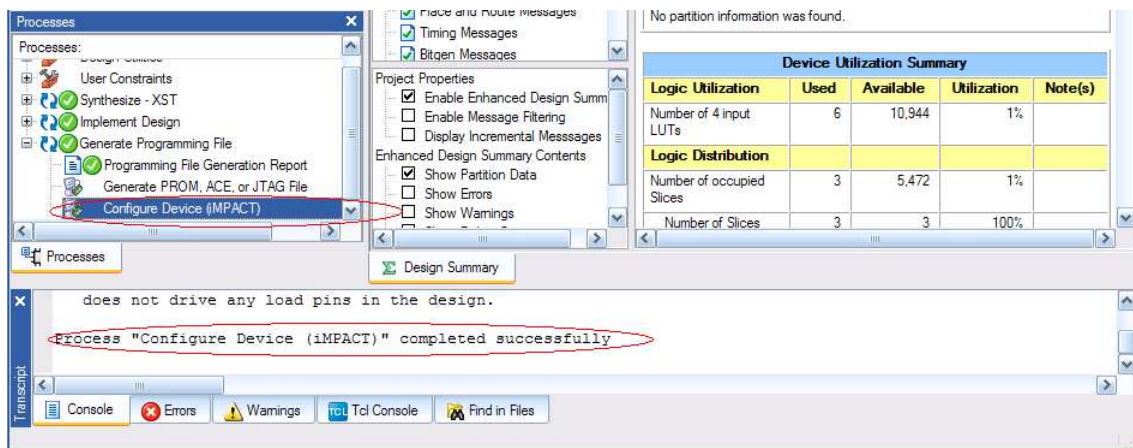 Processes
Processes:
User Constraints
Synthesize - XST
Implement Design
Generate Programming File
Programming File Generation Report
Generate PROM, ACE, or JTAG File
Configure Device (iMPACT)
Processes
Place and Route Messages
Timing Messages
Bitgen Messages
Project Properties
Enable Enhanced Design Summ
Enable Message Filtering
Display Incremental Messsages
Enhanced Design Summary Contents
Show Partition Data
Show Errors
Show Warnings
Design Summary
No partition information was found.
Device Utilization Summary
Logic Utilization Used Available Utilization Note(s)
Number of 4 input 6 10,944 1%
LUTs
Logic Distribution
Number of occupied 3 5,472 1%
Slices
Number of Slices 3 3 100%
does not drive any load pins in the design.
Process "Configure Device (iMPACT)" completed successfully
Transcript
Console Errors Warnings TCL Tcl Console Find in Files